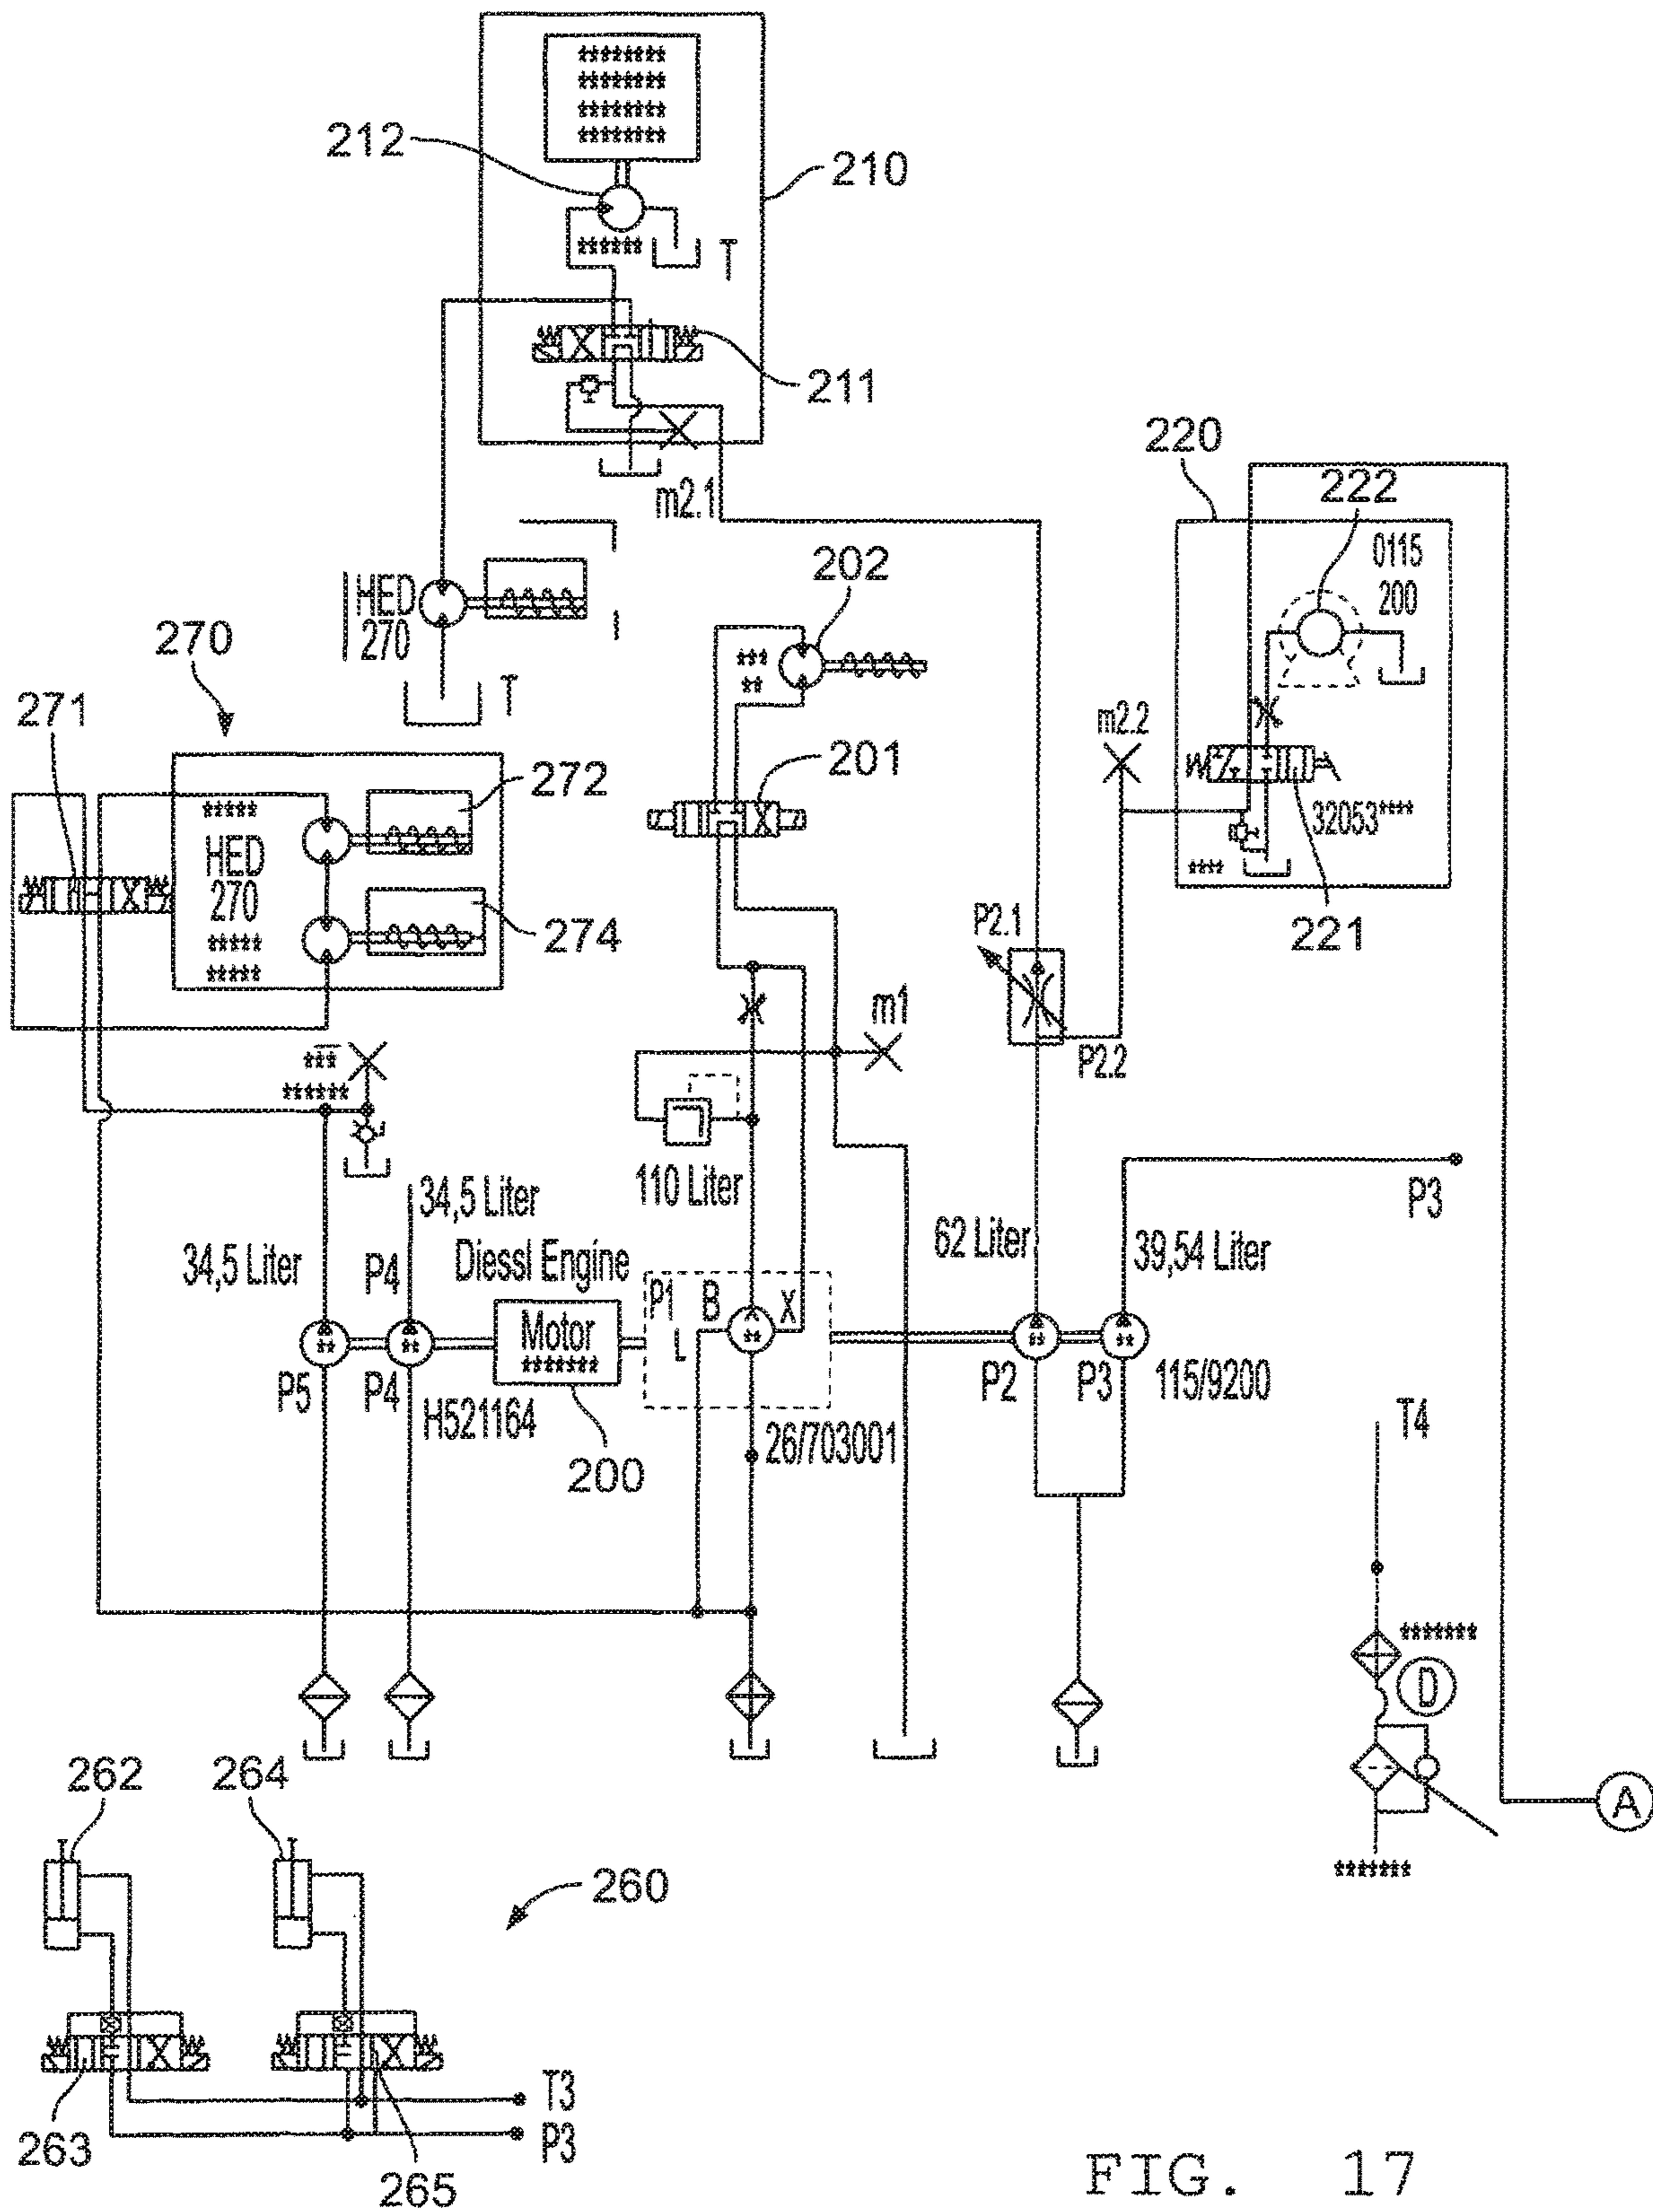 ********
********
********
********
212
210
******
T
211
m2.1
220
222
0115
200
HED
270
202
***
**
T
270
271
m2.2
272
201
*****
HED
270
*****
*****
32053****
****
274
221
P2.1
m1
***
******
P2.2
110 Liter
34,5 Liter
34,5 Liter
P4
Diessl Engine
62 Liter
39,54 Liter
P3
P1
B
X
L
Motor
*******
**
**
**
**
**
P5
P4
H521164
200
26/703001
P2
P3
115/9200
T4
*******
D
262
264
A
*******
260
T3
P3
263
265
FIG. 17